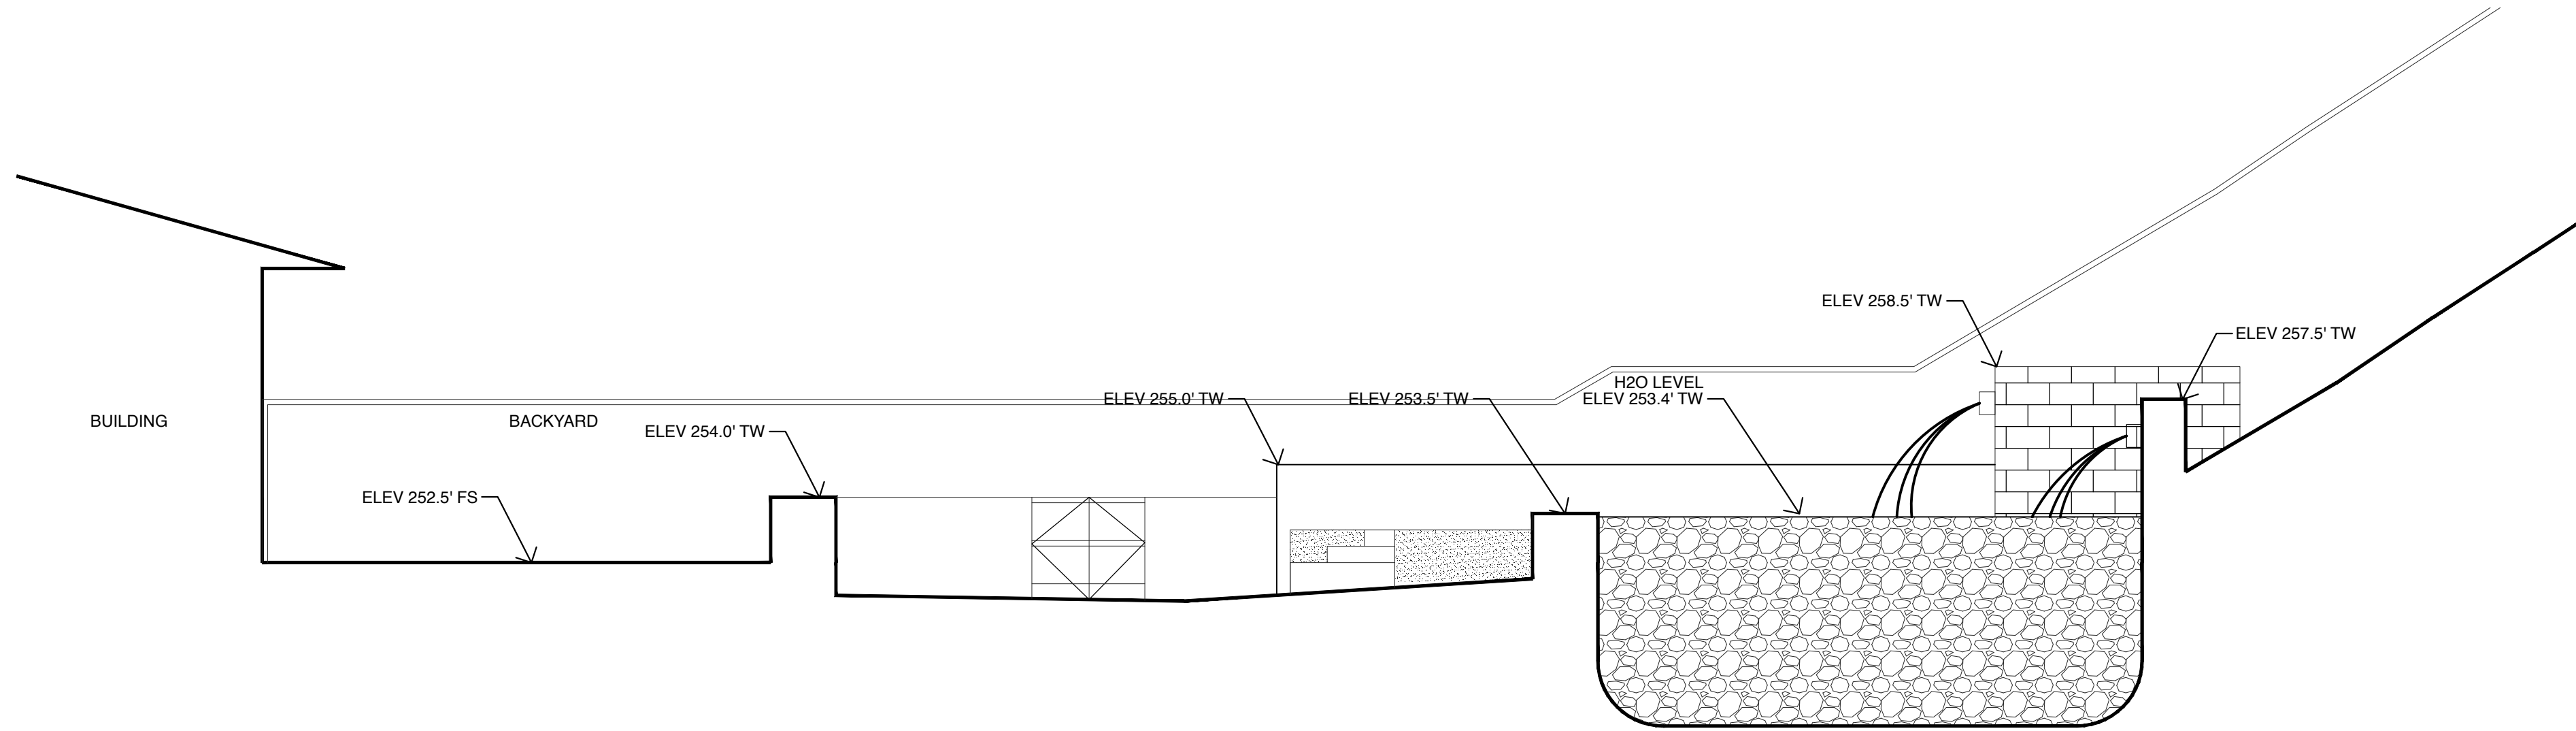 ELEV 258.5' TW
ELEV 257.5' TW
H2O LEVEL
ELEV 255.0' TW
ELEV 253.5' TW
ELEV 253.4' TW
BUILDING
BACKYARD
ELEV 254.0' TW
ELEV 252.5' FS